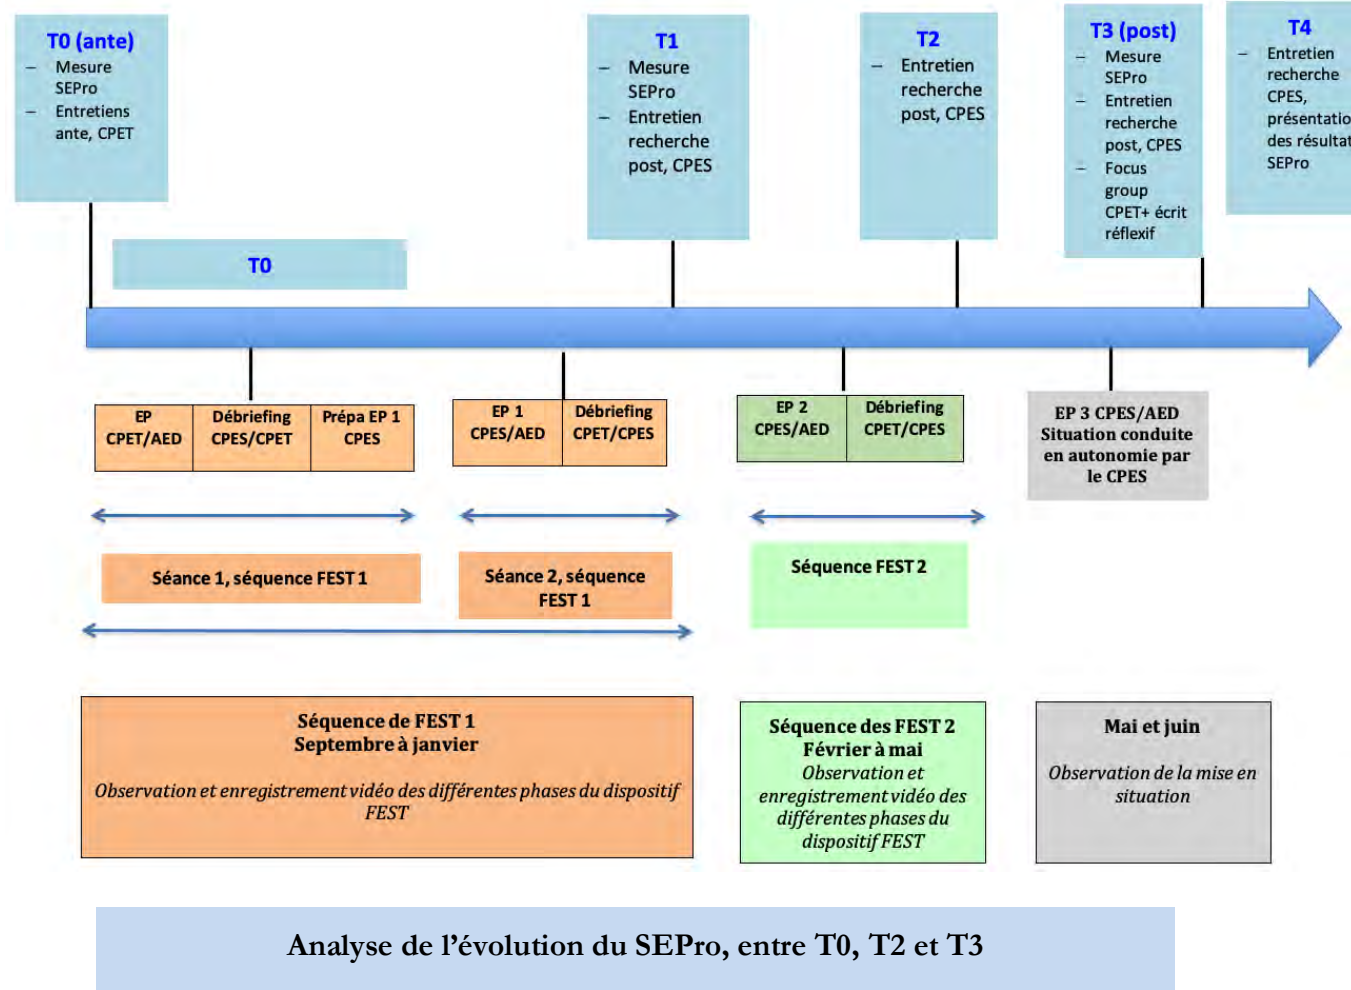 T0 (ante)
– Mesure
SEPro
– Entretiens
ante, CPET
T1
– Mesure
SEPro
– Entretien
recherche
post, CPES
T2
– Entretien
recherche
post, CPES
T3 (post)
– Mesure
SEPro
– Entretien
recherche
post, CPES
– Focus
group
CPET+ écrit
réflexif
T4
– Entretien
recherche
CPES,
présentatio
des résultat
SEPro
T0
EP
CPET/AED
Débriefing
CPES/CPET
Prépa EP 1
CPES
EP 1
CPES/AED
Débriefing
CPET/CPES
EP 2
CPES/AED
Débriefing
CPET/CPES
EP 3 CPES/AED
Situation conduite
en autonomie par
le CPES
Séance 1, séquence FEST 1
Séance 2, séquence
FEST 1
Séquence FEST 2
Séquence de FEST 1
Septembre à janvier
Observation et enregistrement vidéo des différentes phases du dispositif
FEST
Séquence des FEST 2
Février à mai
Observation et
enregistrement vidéo des
différentes phases du
dispositif FEST
Mai et juin
Observation de la mise en
situation
Analyse de l’évolution du SEPro, entre T0, T2 et T3